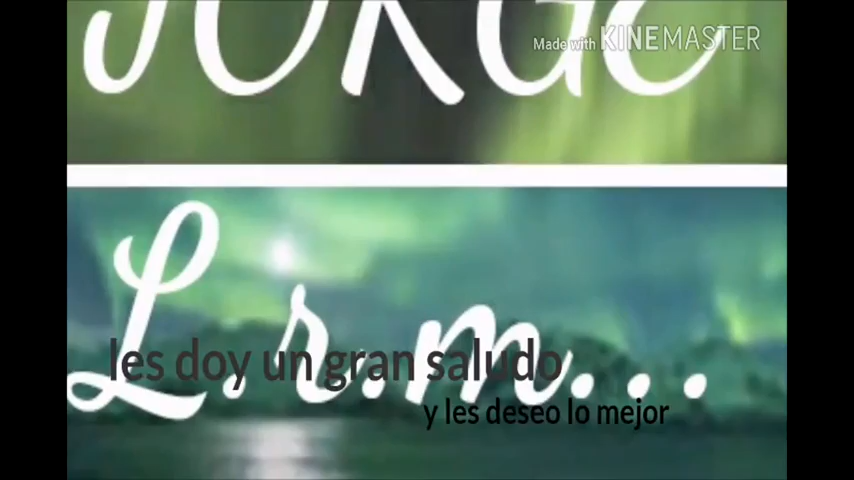 JORGE
Made with KINEMASTER
L.r.m...
les doy un gran saludo
y les deseo lo mejor